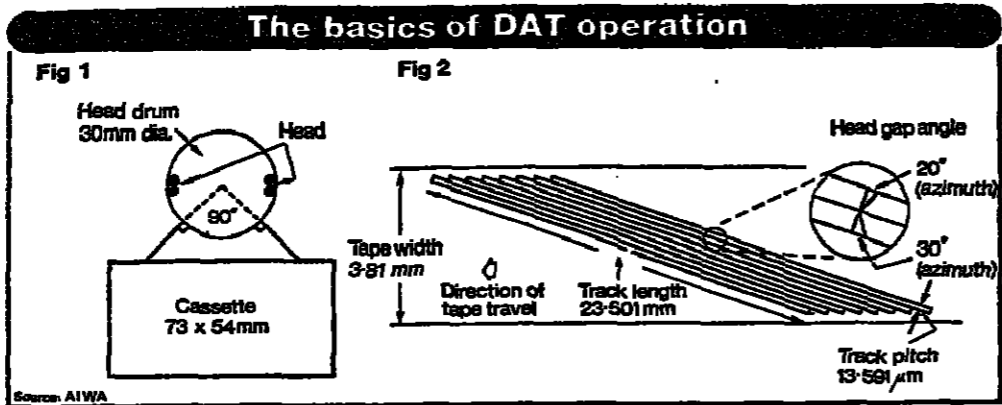 The basics of DAT operation
Fig 1
Head drum
30mm dia.
Head
90°
Cassette
73 x 54mm
Source: AIWA
Fig 2
Head gap angle
20°
(azimuth)
30°
(azimuth)
Tape width
3·81 mm
Direction of
tape travel
Track length
23·501mm
Track pitch
13·591 μm